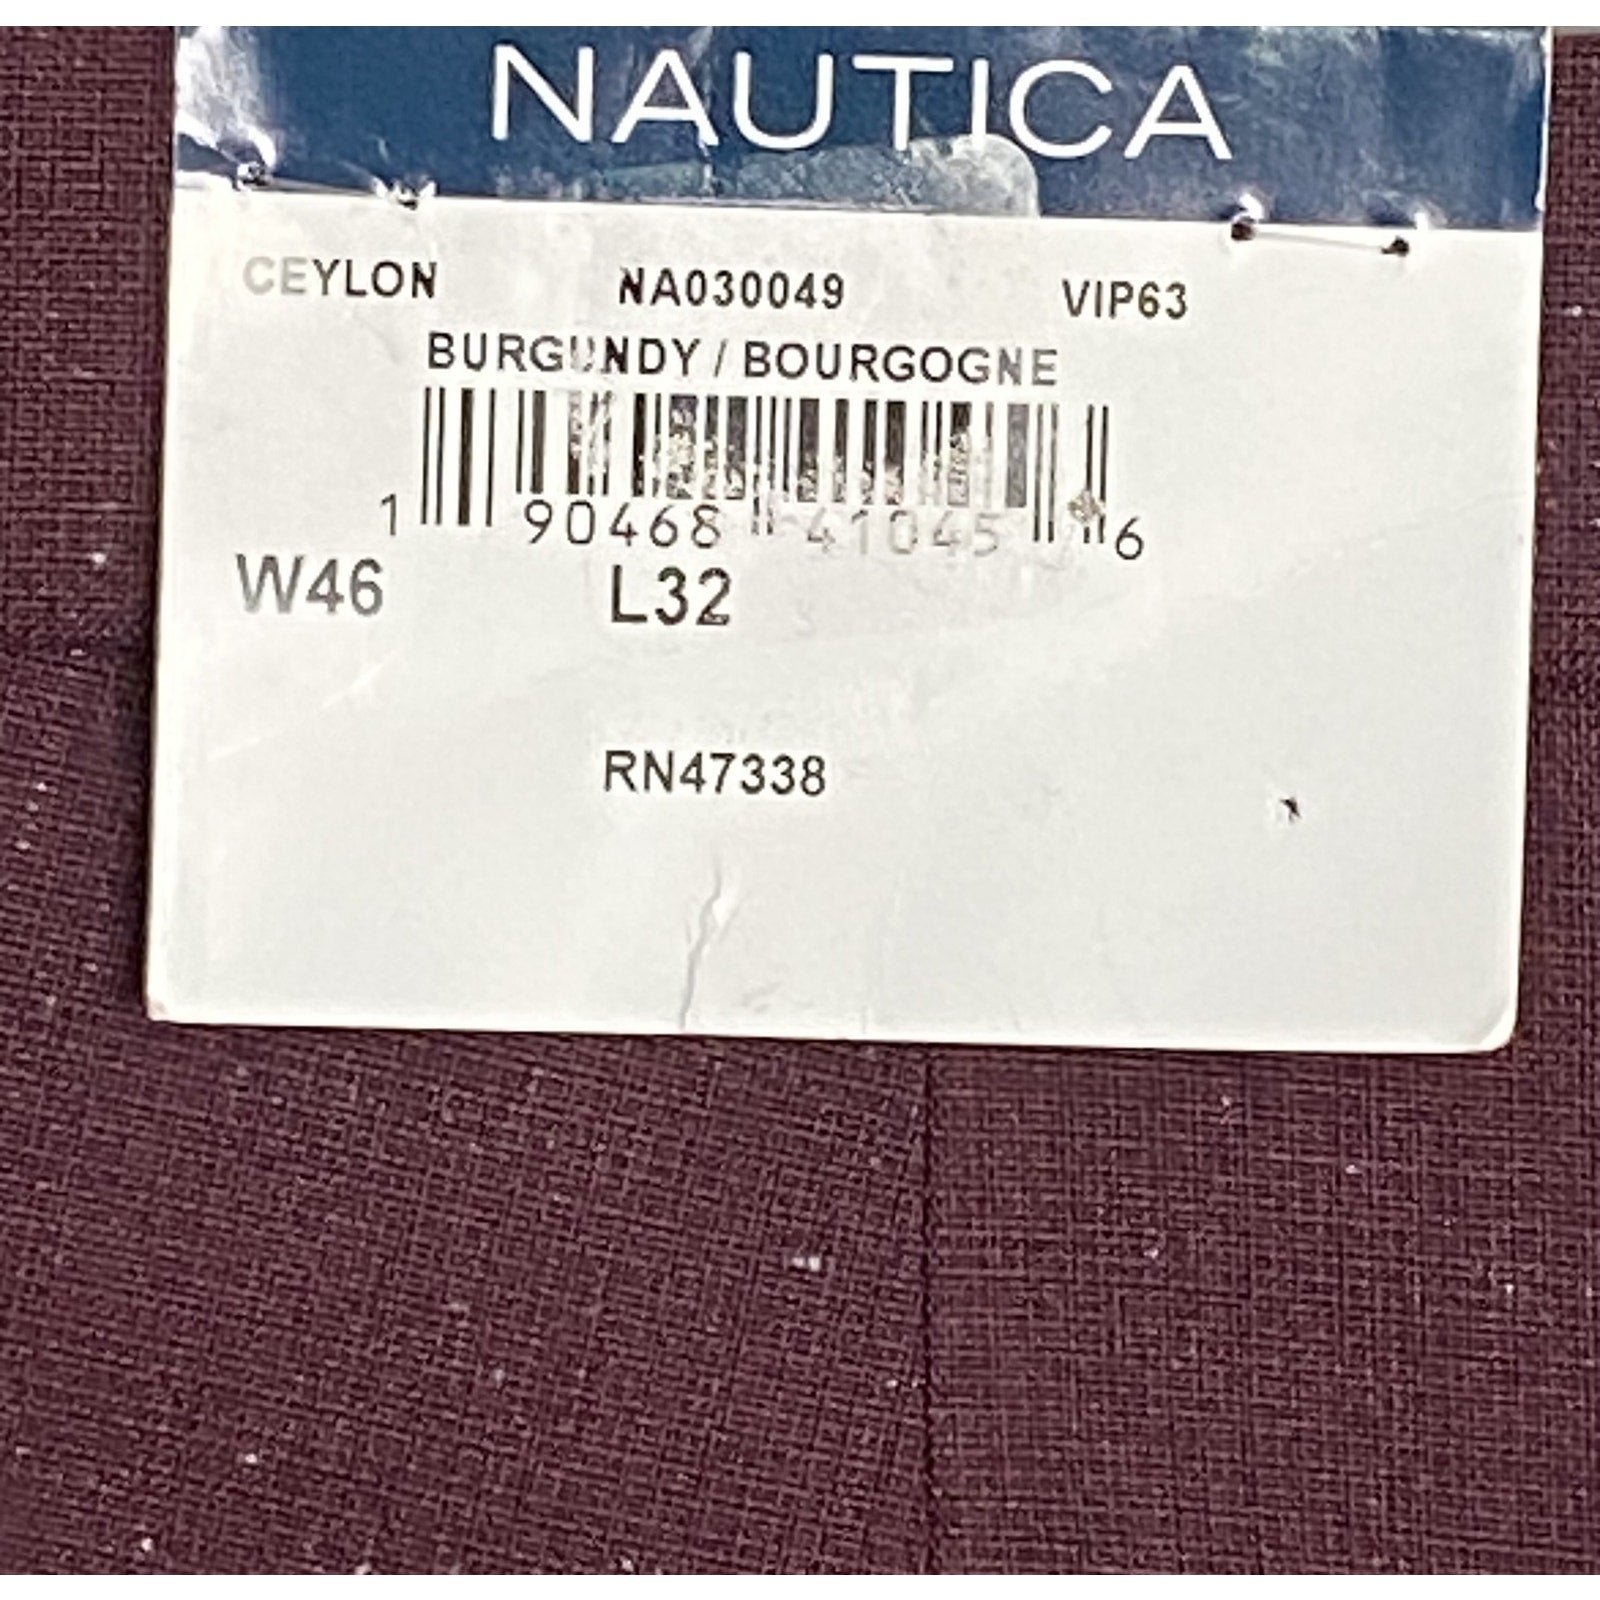 NAUTICA
CEYLON NA030049 VIP63
BURGUNDY / BOURGOGNE
1 90468 41045 6
W46 L32
RN47338